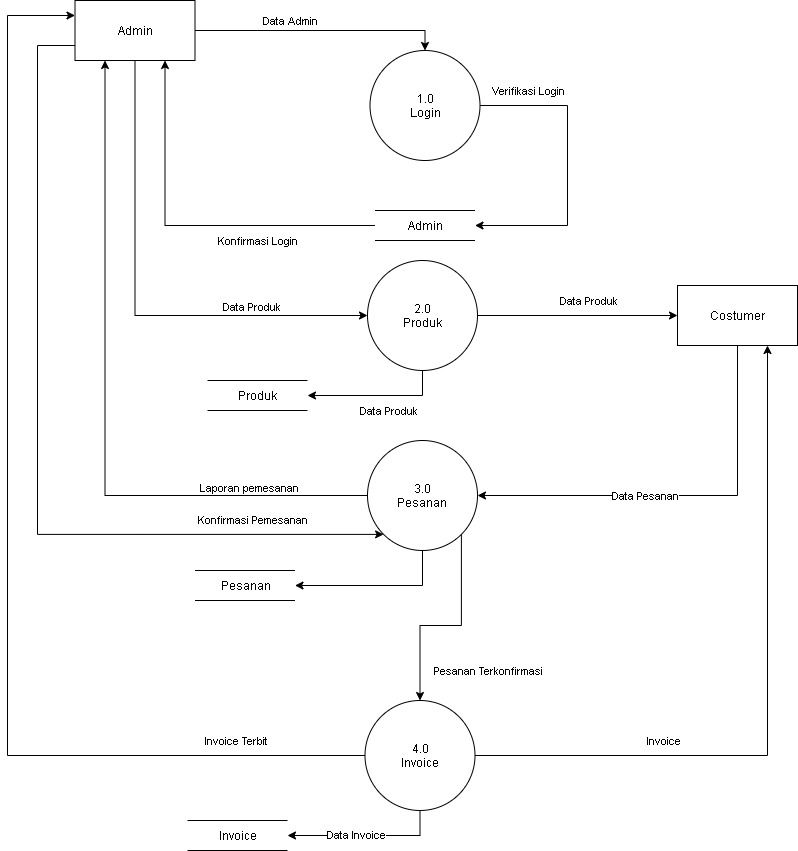 Admin
Data Admin
1.0
Login
Verifikasi Login
Admin
Konfirmasi Login
Data Produk
2.0
Produk
Data Produk
Costumer
Produk
Data Produk
3.0
Pesanan
Laporan pemesanan
Data Pesanan
Konfirmasi Pemesanan
Pesanan
Pesanan Terkonfirmasi
4.0
Invoice
Invoice Terbit
Invoice
Invoice
Data Invoice